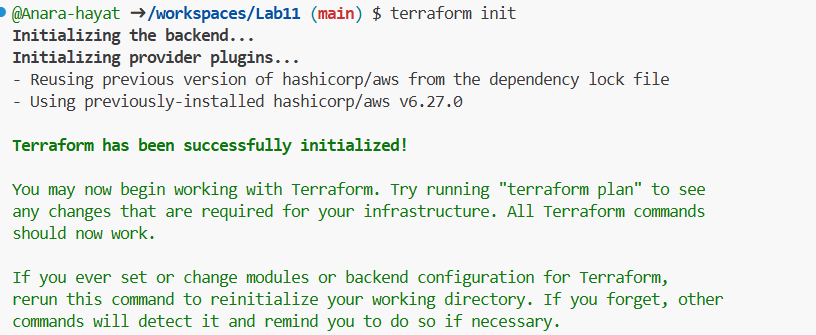 @Anara-hayat ➜/workspaces/Lab11 (main) $ terraform init
Initializing the backend...
Initializing provider plugins...
- Reusing previous version of hashicorp/aws from the dependency lock file
- Using previously-installed hashicorp/aws v6.27.0
Terraform has been successfully initialized!
You may now begin working with Terraform. Try running "terraform plan" to see
any changes that are required for your infrastructure. All Terraform commands
should now work.
If you ever set or change modules or backend configuration for Terraform,
rerun this command to reinitialize your working directory. If you forget, other
commands will detect it and remind you to do so if necessary.